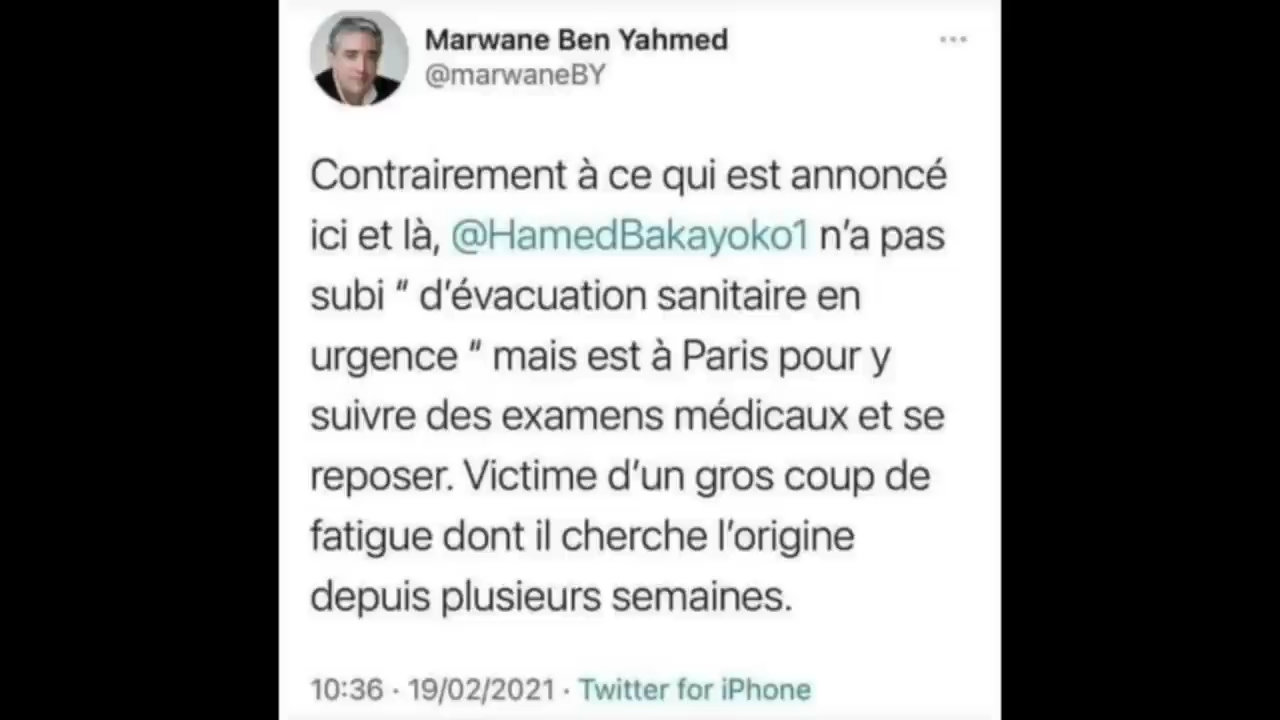 Marwane Ben Yahmed
@marwaneBY
Contrairement à ce qui est annoncé
ici et là, @HamedBakayoko1 n’a pas
subi “ d’évacuation sanitaire en
urgence “ mais est à Paris pour y
suivre des examens médicaux et se
reposer. Victime d’un gros coup de
fatigue dont il cherche l’origine
depuis plusieurs semaines.
10:36 · 19/02/2021 · Twitter for iPhone